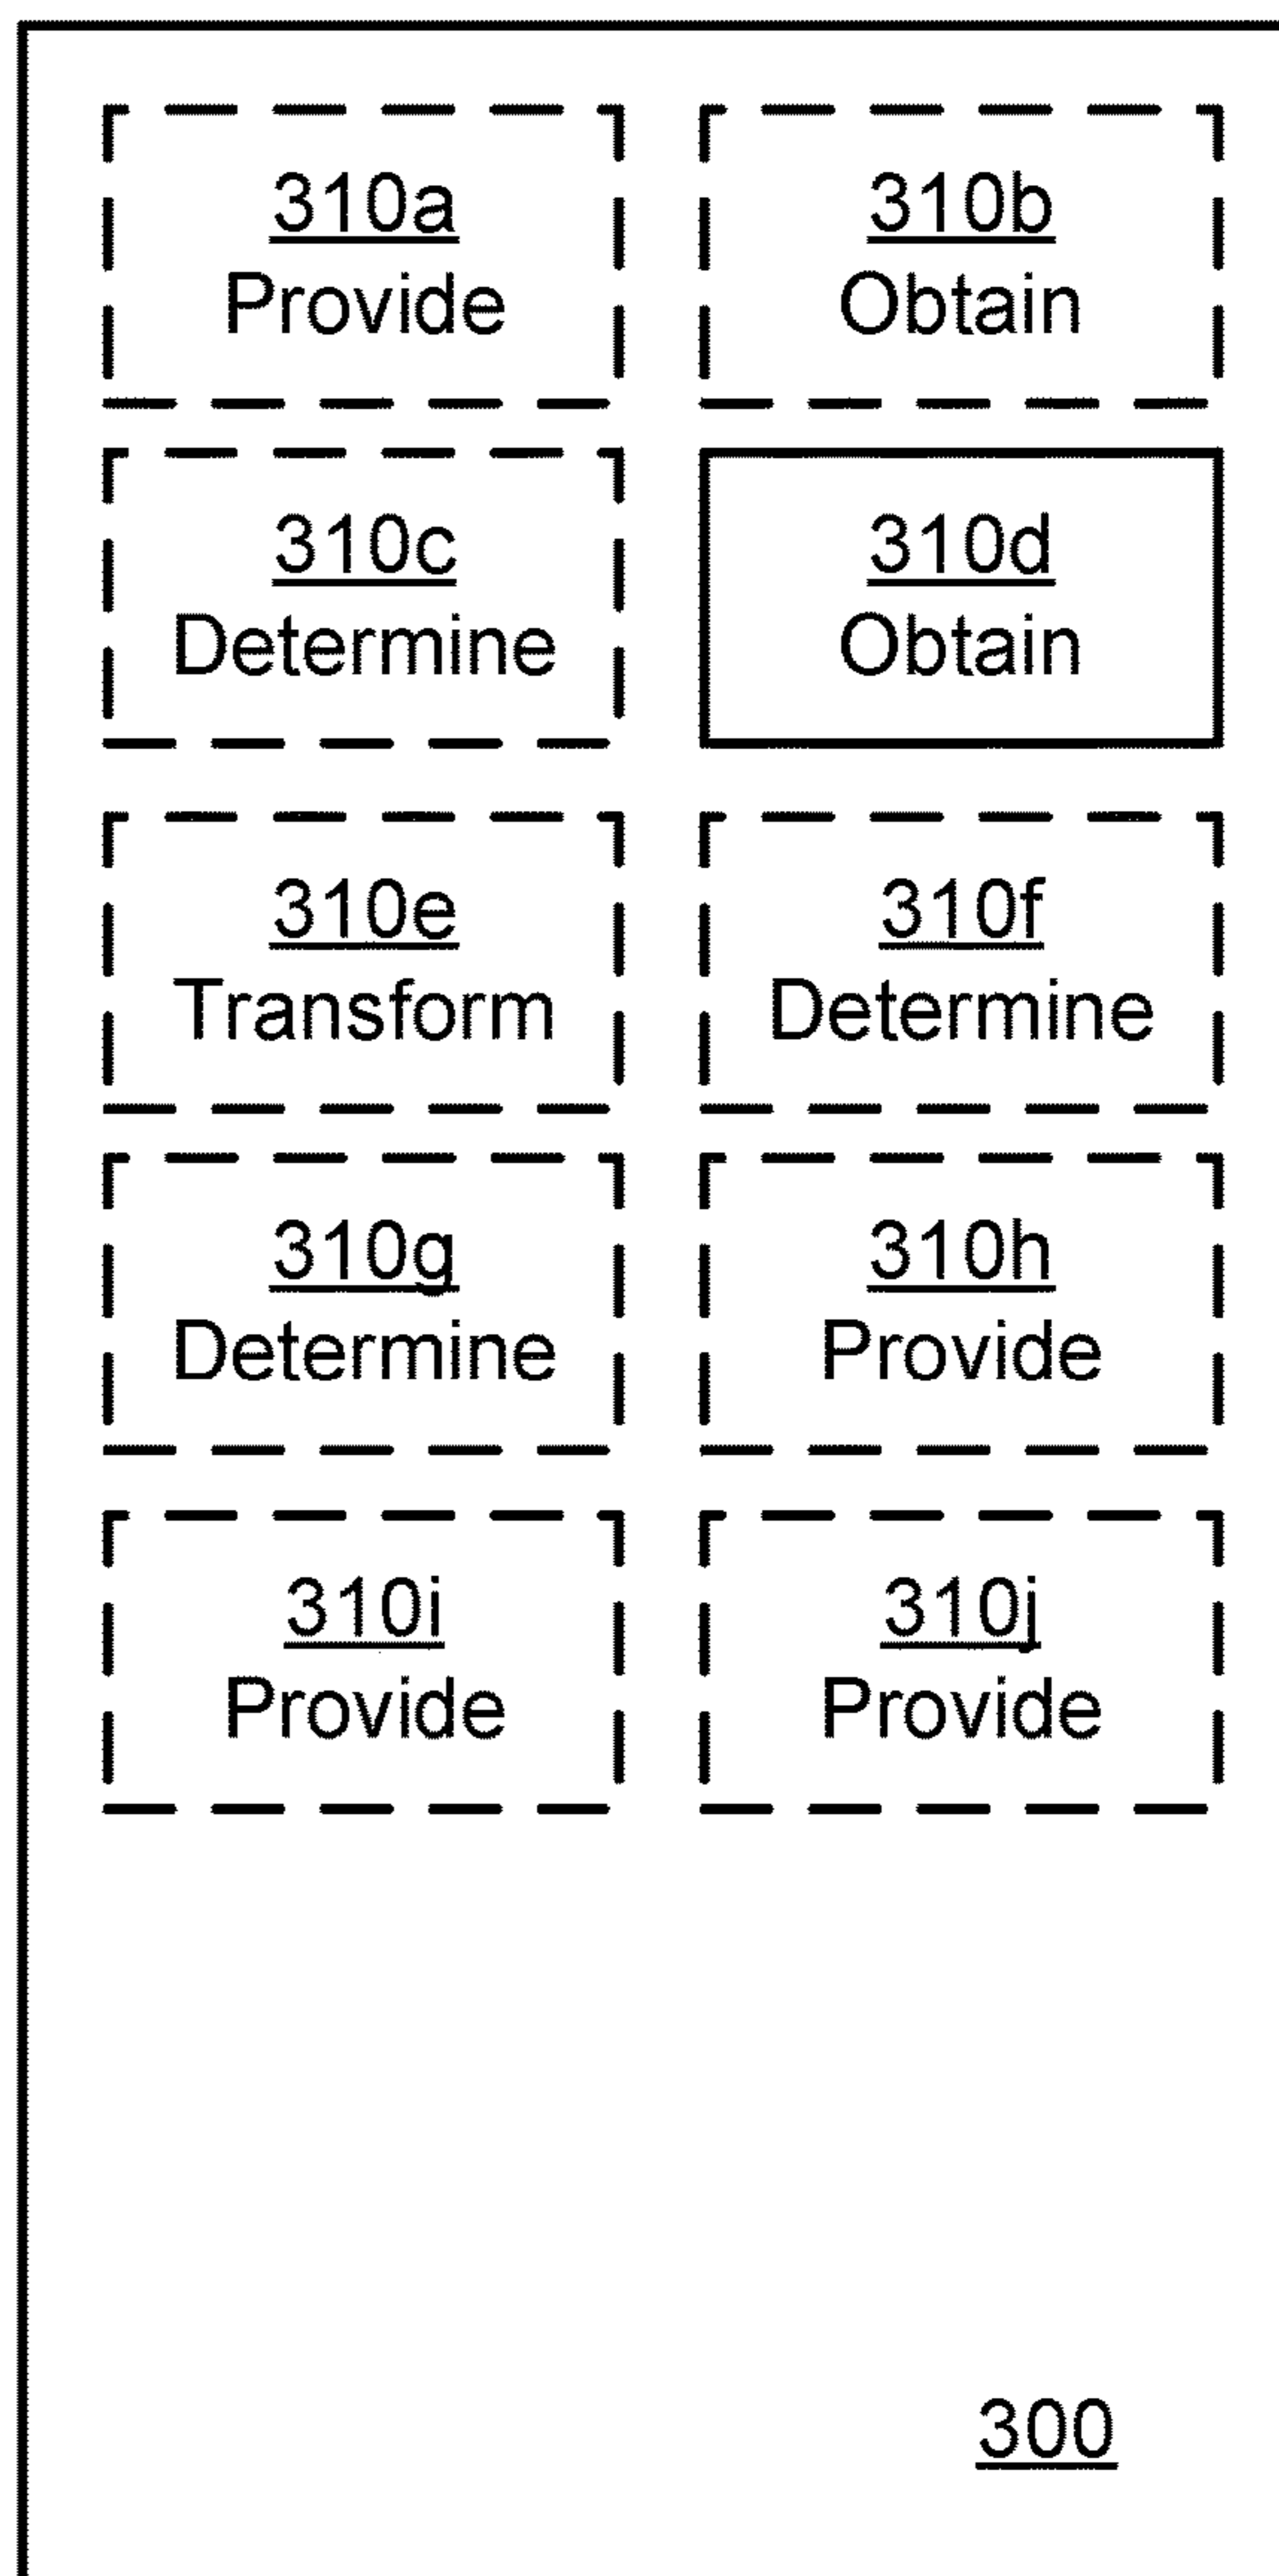 310a
Provide
310b
Obtain
310c
Determine
310d
Obtain
310e
Transform
310f
Determine
310g
Determine
310h
Provide
310i
Provide
310j
Provide
300